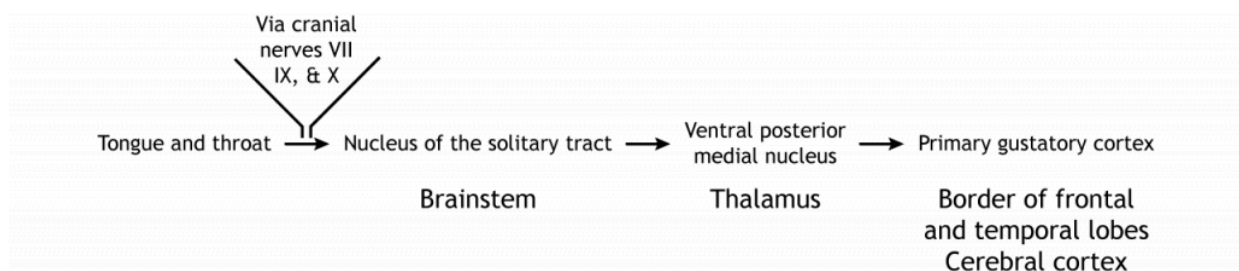 Via cranial
nerves VII
IX, & X
Tongue and throat
Nucleus of the solitary tract
Ventral posterior
medial nucleus
Primary gustatory cortex
Brainstem
Thalamus
Border of frontal
and temporal lobes
Cerebral cortex